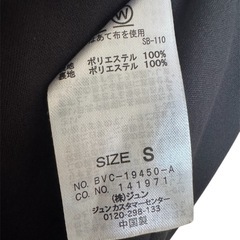 W
あて布を使用
SB-110
ポリエステル 100%
裏地 ポリエステル 100%
SIZE S
NO. BVC-19450-A
CO. NO. 141971
(株)ジュン
ジュンカスタマーセンター
0120-298-133
中国製